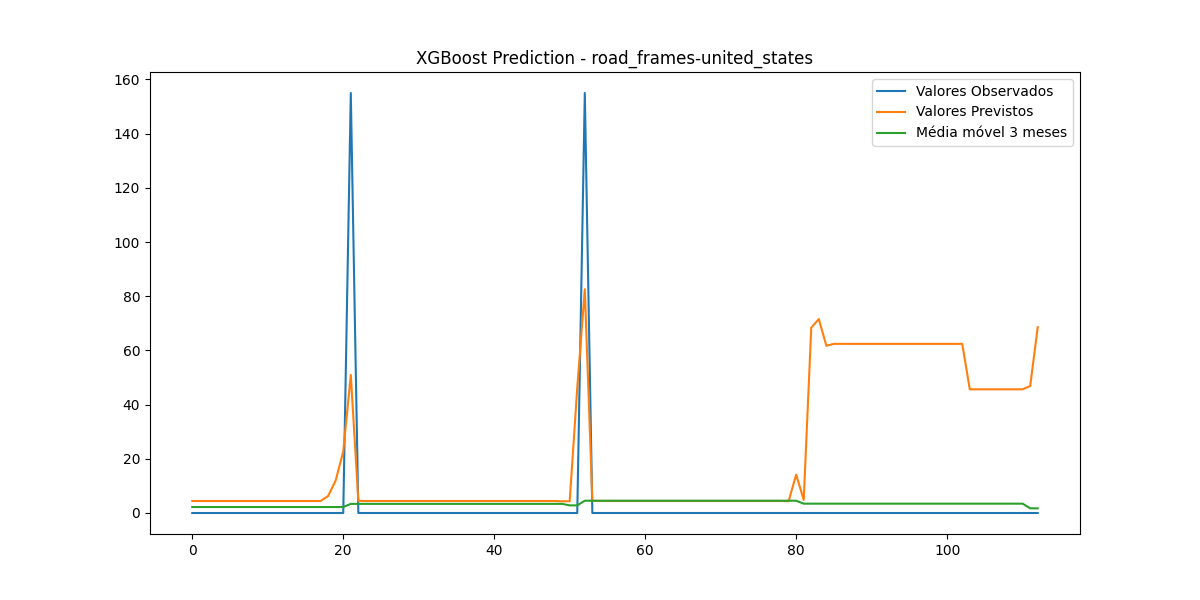 XGBoost Prediction - road_frames-united_states
160
140
120
100
80
60
40
20
0
Valores Observados
Valores Previstos
Média móvel 3 meses
0 20 40 60 80 100